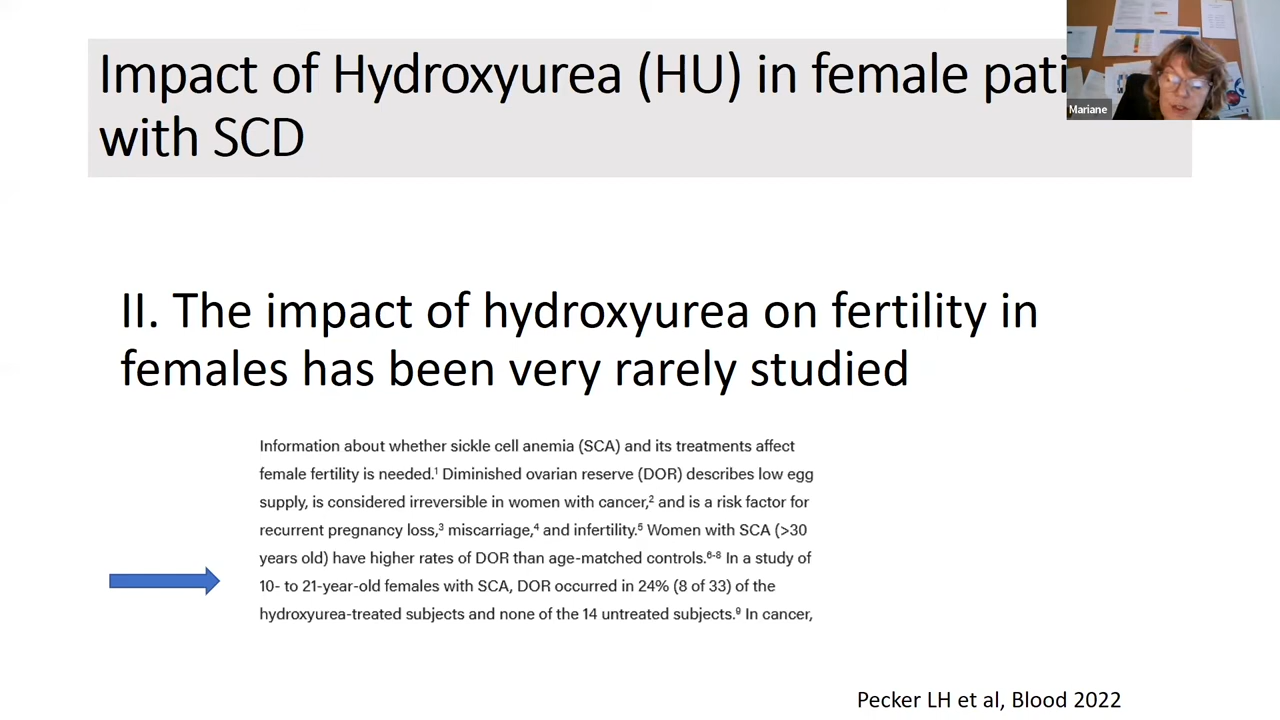 Impact of Hydroxyurea (HU) in female pati
with SCD
Mariane
II. The impact of hydroxyurea on fertility in
females has been very rarely studied
Information about whether sickle cell anemia (SCA) and its treatments affect
female fertility is needed.¹ Diminished ovarian reserve (DOR) describes low egg
supply, is considered irreversible in women with cancer,² and is a risk factor for
recurrent pregnancy loss,³ miscarriage,⁴ and infertility.⁵ Women with SCA (>30
years old) have higher rates of DOR than age-matched controls.⁶⁻⁸ In a study of
10- to 21-year-old females with SCA, DOR occurred in 24% (8 of 33) of the
hydroxyurea-treated subjects and none of the 14 untreated subjects.⁹ In cancer,
Pecker LH et al, Blood 2022